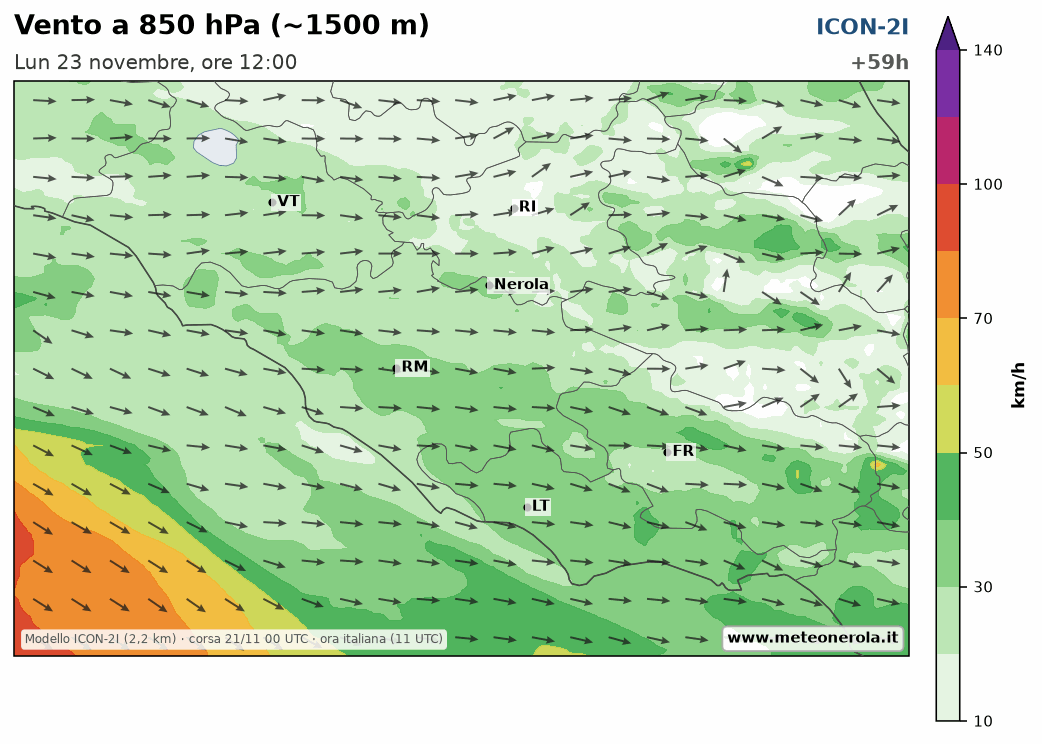 Vento a 850 hPa (~1500 m)
ICON-2I
Lun 23 novembre, ore 12:00
+59h
140
100
70
50
30
10
km/h
VT
RI
Nerola
RM
FR
LT
Modello ICON-2I (2,2 km) · corsa 21/11 00 UTC · ora italiana (11 UTC)
www.meteonerola.it